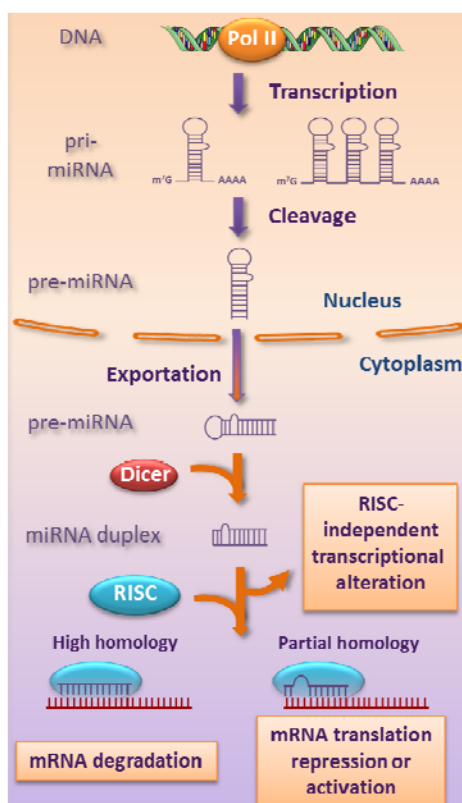 DNA
Pol II
Transcription
pri-
miRNA
m⁷G
AAAA
m⁷G
AAAA
Cleavage
pre-miRNA
Nucleus
Cytoplasm
Exportation
pre-miRNA
Dicer
miRNA duplex
RISC-
independent
transcriptional
alteration
RISC
High homology
Partial homology
mRNA degradation
mRNA translation
repression or
activation